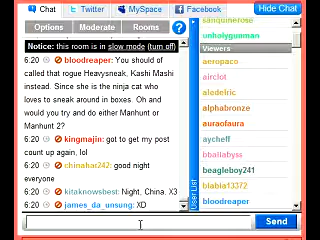 Chat Twitter MySpace Facebook Hide Chat
Options Moderate Rooms ?
Notice: this room is in slow mode (turn off)
6:20 bloodreaper: You should of
called that rogue Heavysneak, Kashi Mashi
instead. Since she is the ninja cat who
loves to sneak around in boxes. Oh and
would you try and do either Manhunt or
Manhunt 2?
6:20 kingmajin: got to get my post
count up again, lol
6:20 chinahat242: good night
everyone
6:20 kitaknowsbest: Night, China. X3
6:20 james_da_unsung: XD
User List
sanquinerose
unholygunman
Viewers
aeropaco
airclot
alodelric
alphabronze
araorafaura
aycheff
bballabyss
beagleboy241
blabla13372
bloodreaper
Send